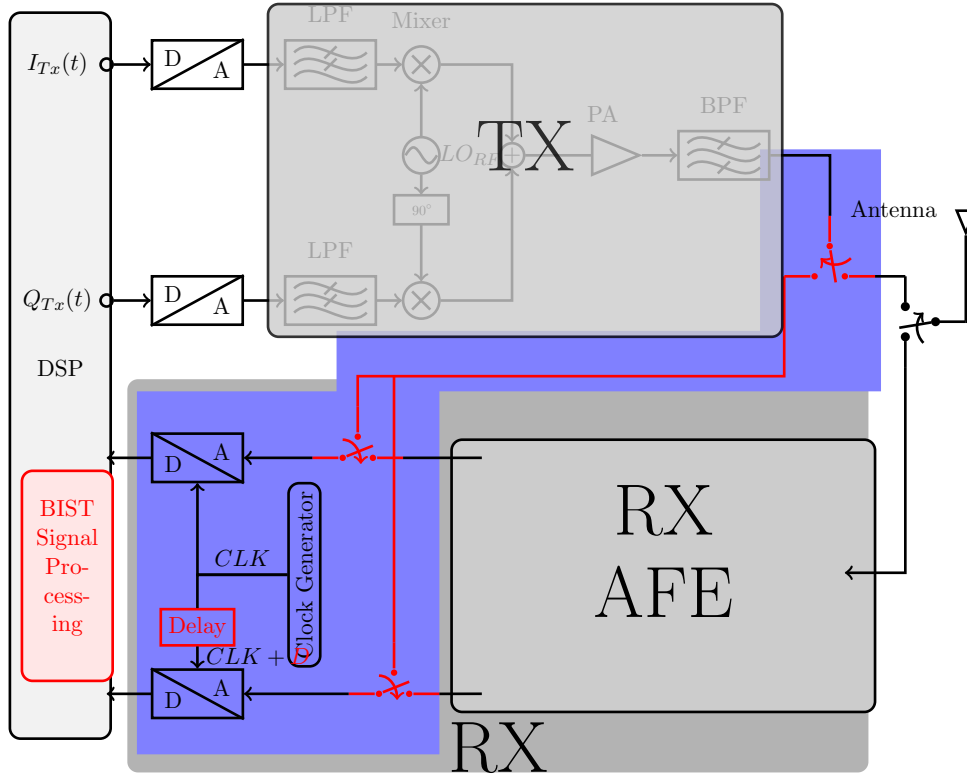 LPF
Mixer
$I_{Tx}(t)$
D
A
BPF
PA
TX
$LO_{RF}$
90°
Antenna
LPF
$Q_{Tx}(t)$
D
A
DSP
A
D
BIST
Signal
Pro-
cess-
ing
CLK
Clock Generator
Delay
CLK + D
A
D
RX
AFE
RX